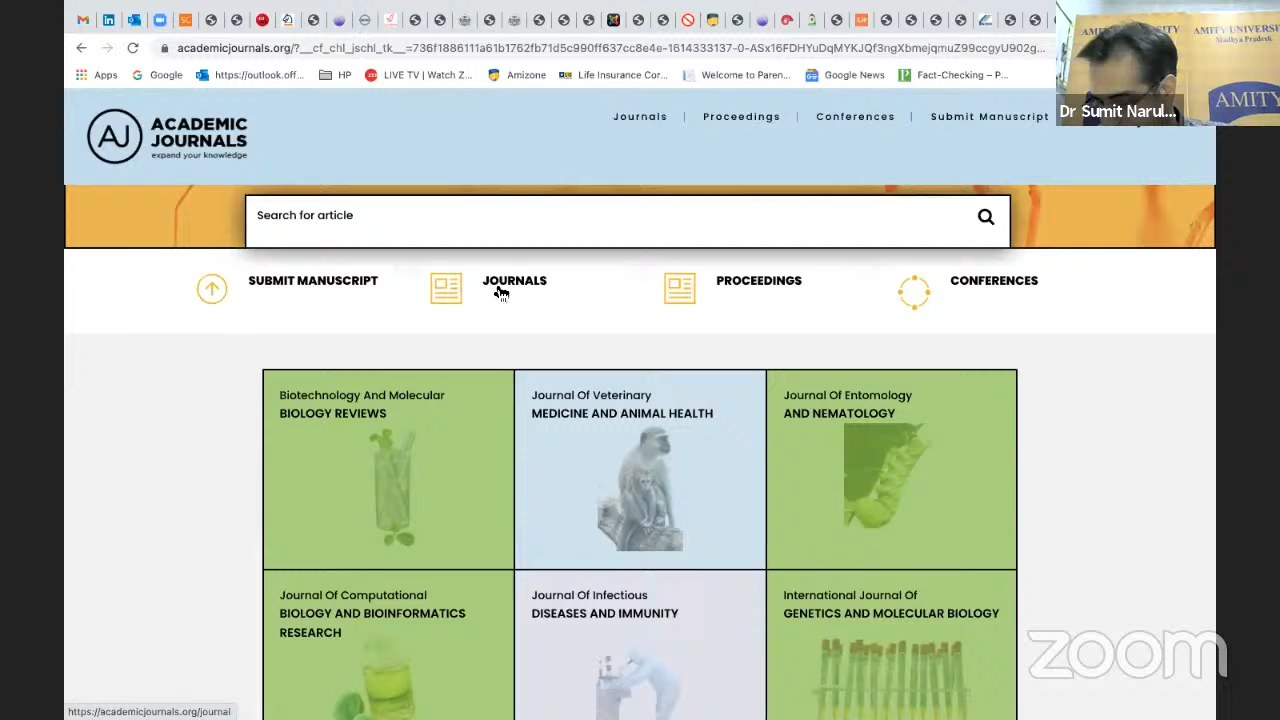 academicjournals.org/?__cf_chl_jschl_tk__=736f1886111a61b1762fb71d5c990ff637cc8e4e-1614333137-0-ASx16FDHYuDqMYKJQf3ngXbmejqmuZ99ccgyU902g...
Apps
Google
https://outlook.off...
HP
LIVE TV | Watch Z...
Amizone
Life Insurance Cor...
Welcome to Paren...
Google News
Fact-Checking – P...
AMITY UNIVERSITY
Madhya Pradesh
AMITY
Dr Sumit Narul...
AJ
ACADEMIC
JOURNALS
expand your knowledge
Journals | Proceedings | Conferences | Submit Manuscript
Search for article
SUBMIT MANUSCRIPT
JOURNALS
PROCEEDINGS
CONFERENCES
Biotechnology And Molecular
BIOLOGY REVIEWS
Journal Of Veterinary
MEDICINE AND ANIMAL HEALTH
Journal Of Entomology
AND NEMATOLOGY
Journal Of Computational
BIOLOGY AND BIOINFORMATICS
RESEARCH
Journal Of Infectious
DISEASES AND IMMUNITY
International Journal Of
GENETICS AND MOLECULAR BIOLOGY
zoom
https://academicjournals.org/journal